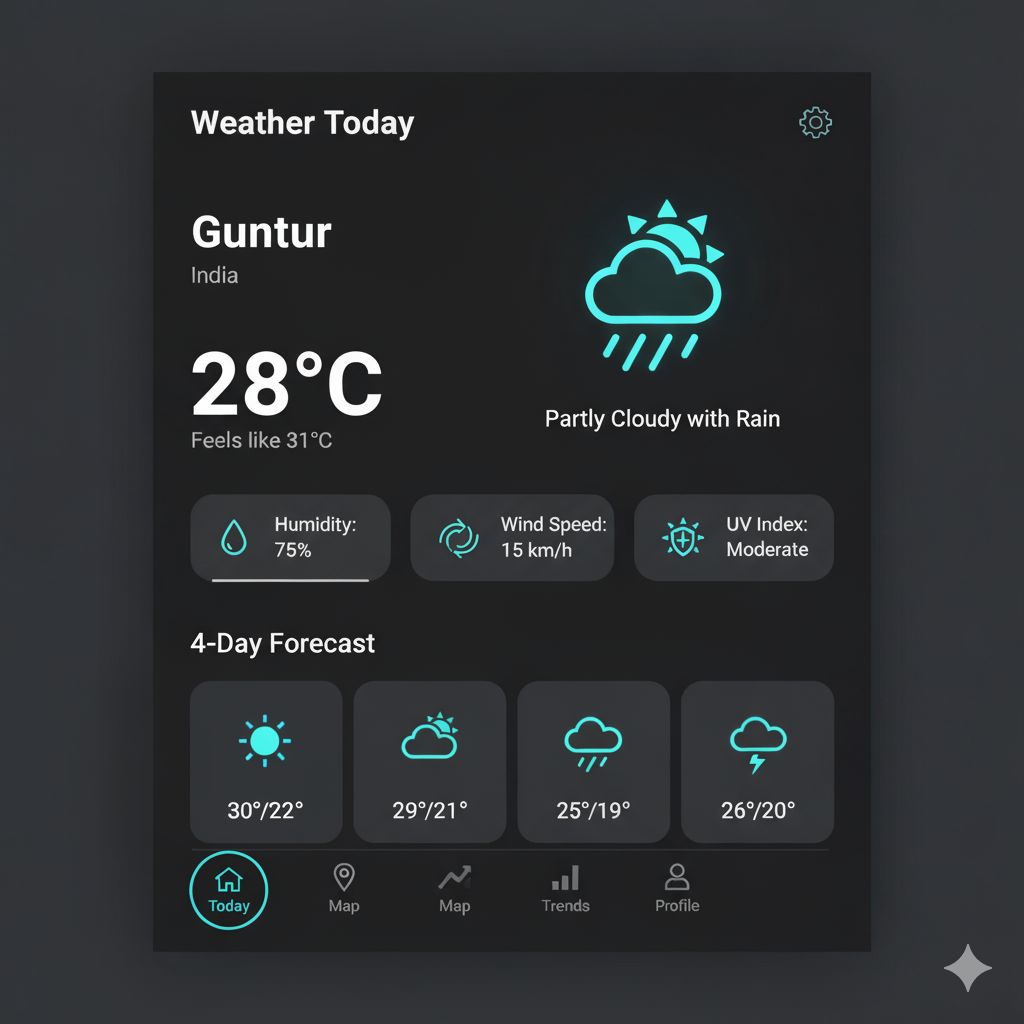 Weather Today
Guntur
India
28°C
Feels like 31°C
Partly Cloudy with Rain
Humidity:
75%
Wind Speed:
15 km/h
UV Index:
Moderate
4-Day Forecast
30°/22°
29°/21°
25°/19°
26°/20°
Today
Map
Map
Trends
Profile